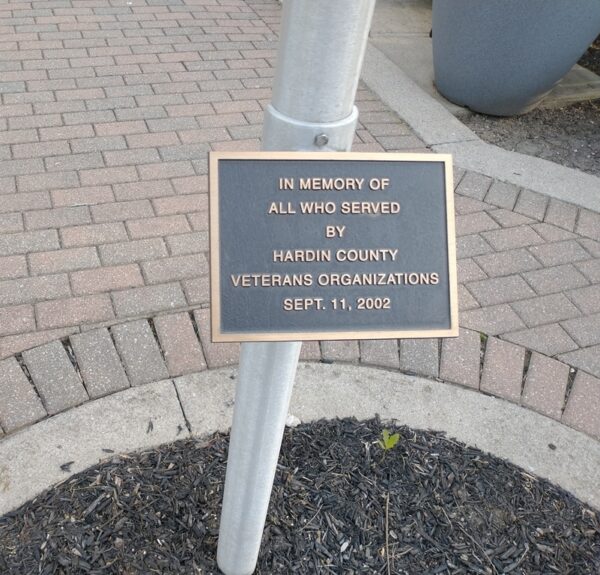 IN MEMORY OF
ALL WHO SERVED
BY
HARDIN COUNTY
VETERANS ORGANIZATIONS
SEPT. 11, 2002